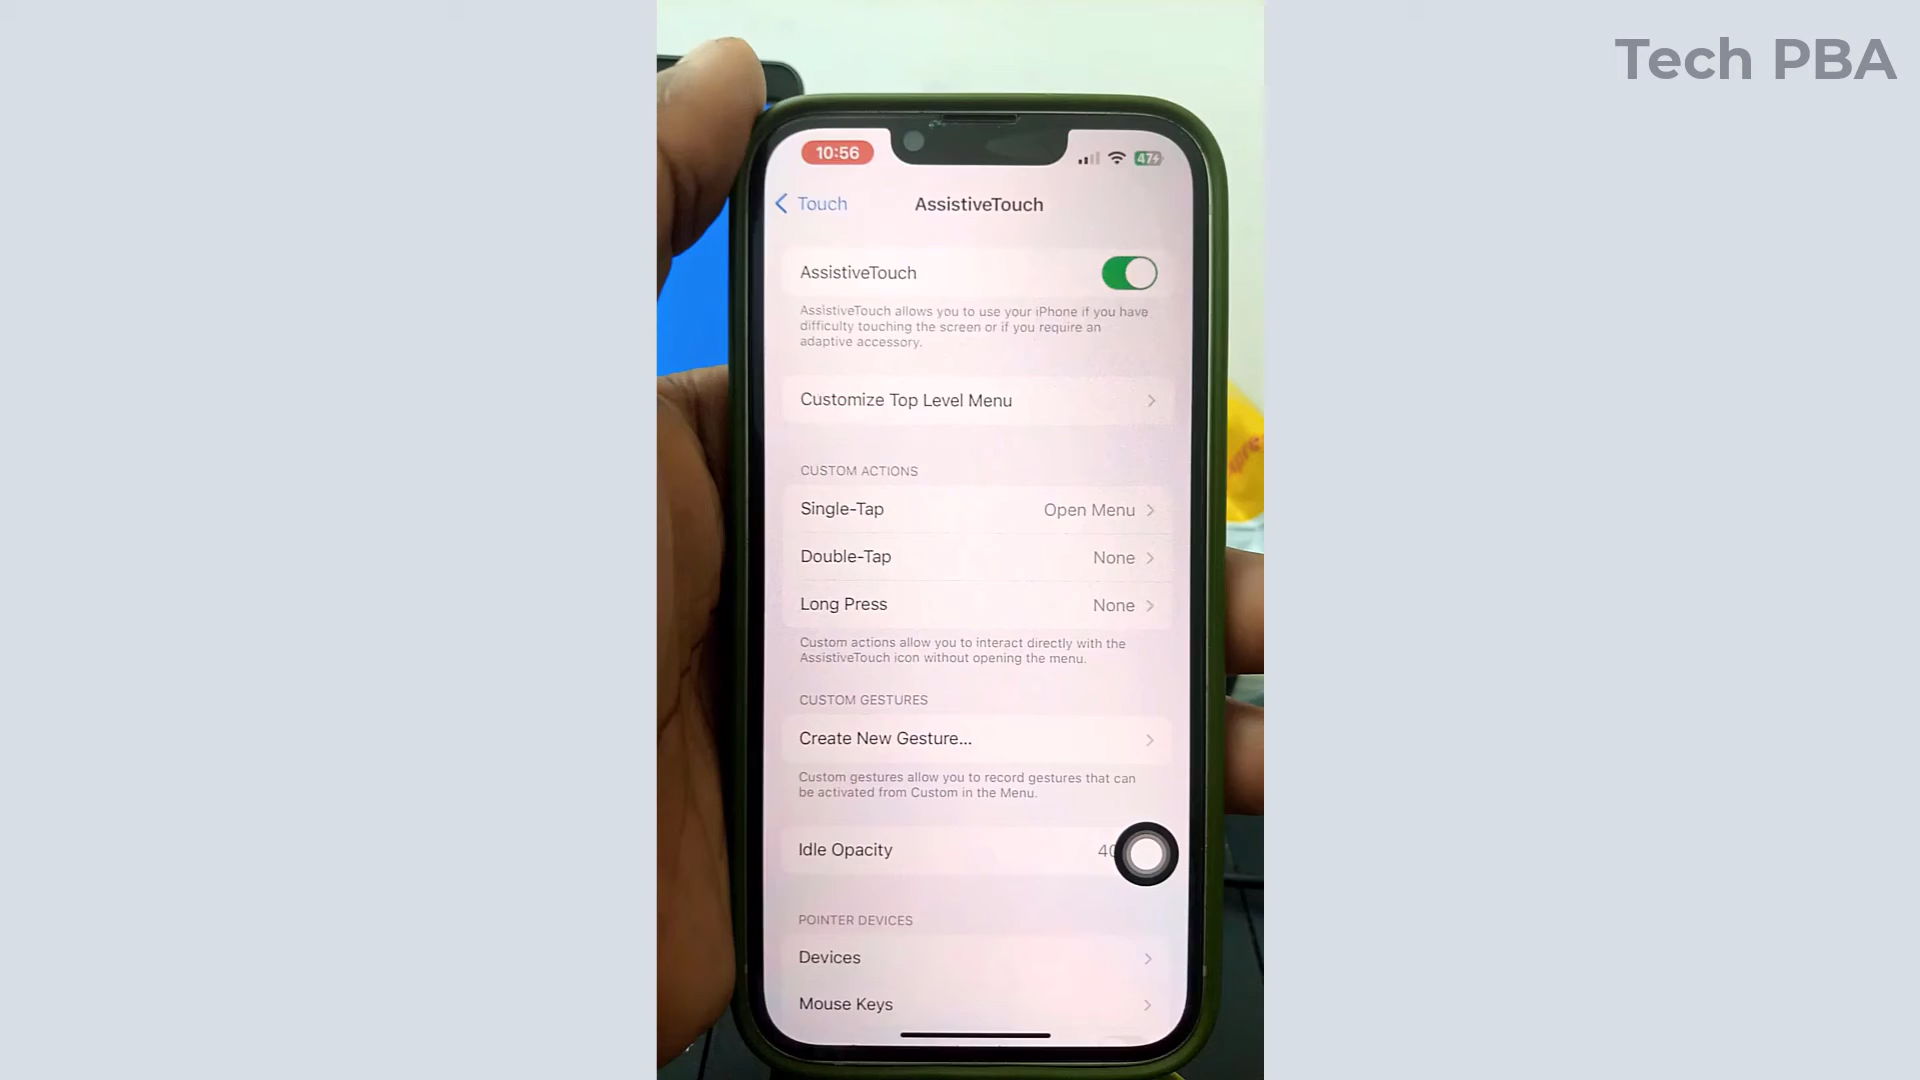 Tech PBA
10:56
47
Touch
AssistiveTouch
AssistiveTouch
AssistiveTouch allows you to use your iPhone if you have
difficulty touching the screen or if you require an
adaptive accessory.
Customize Top Level Menu
CUSTOM ACTIONS
Single-Tap Open Menu
Double-Tap None
Long Press None
Custom actions allow you to interact directly with the
AssistiveTouch icon without opening the menu.
CUSTOM GESTURES
Create New Gesture...
Custom gestures allow you to record gestures that can
be activated from Custom in the Menu.
Idle Opacity 40
POINTER DEVICES
Devices
Mouse Keys